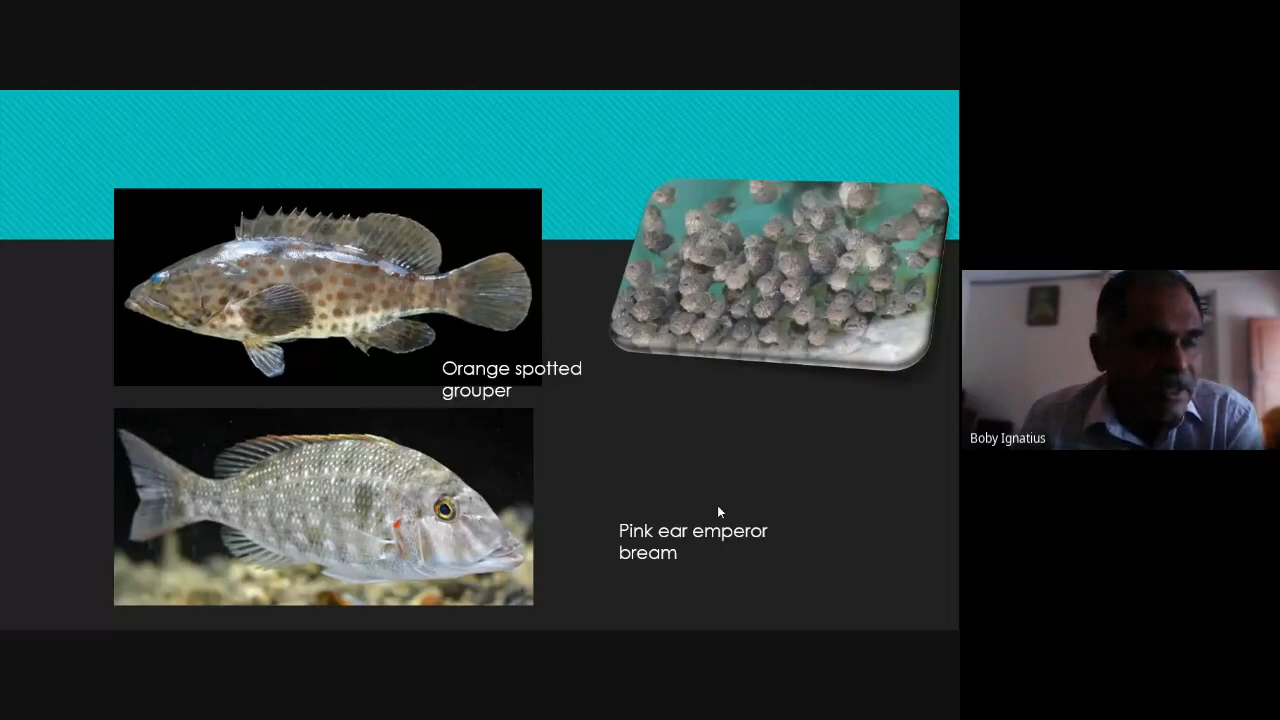 Orange spotted
grouper
Pink ear emperor
bream
Boby Ignatius